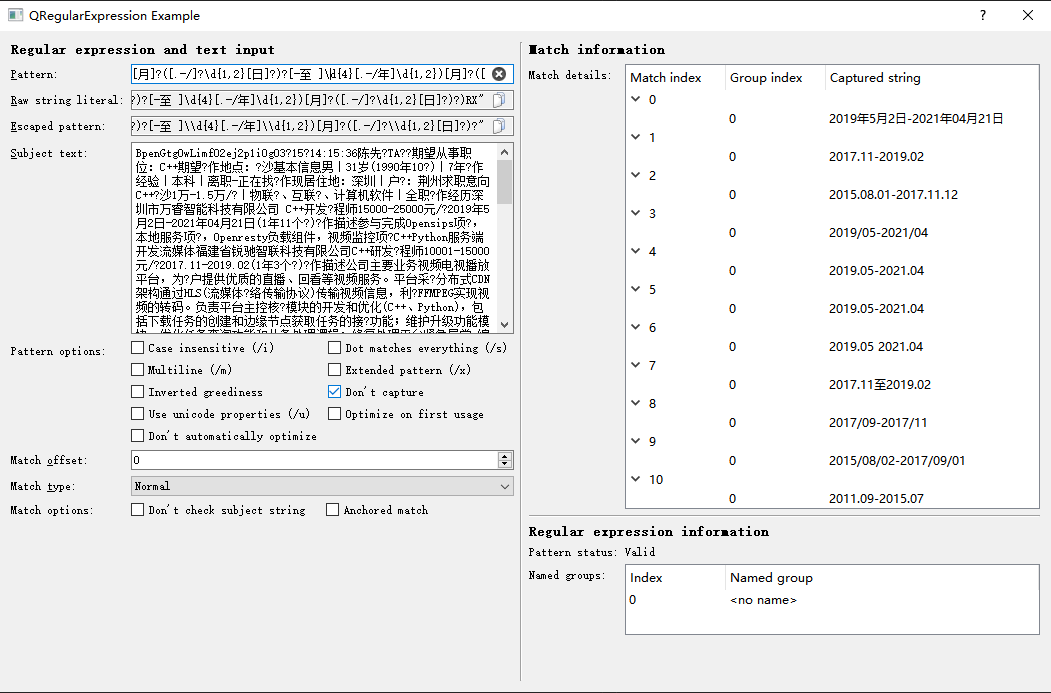 QRegularExpression Example
Regular expression and text input
Pattern:
[月]?([.-/]?\d{1,2}[日]?)?[-至 ]\d{4}[.-/年]\d{1,2})[月]?([
Raw string literal:
?)?[-至 ]\d{4}[.-/年]\d{1,2})[月]?([.-/]?\d{1,2}[日]?)?)RX"
Escaped pattern:
?)?[-至 ]\\d{4}[.-/年]\\d{1,2})[月]?([.-/]?\\d{1,2}[日]?)?"
Subject text:
BpenGtgOwLimf02ej2p1iOgO3?15?14:15:36陈先?TA??期望从事职
位: C++期望?作地点: ?沙基本信息男|31岁(1990年10?)|7年?作
经验|本科|离职-正在找?作现居住地: 深圳|户?: 荆州求职意向
C++?沙1万-1.5万/?|物联?、互联?、计算机软件|全职?作经历深
圳市万睿智能科技有限公司 C++开发?程师15000-25000元/?2019年5
月2日-2021年04月21日(1年11个?)?作描述参与完成Opensips项?,
本地服务项?, Openresty负载组件, 视频监控项?C++Python服务端
开发流媒体福建省锐驰智联科技有限公司C++研发?程师10001-15000
元/?2017.11-2019.02(1年3个?)?作描述公司主要业务视频电视播放
平台, 为?户提供优质的直播、回看等视频服务。平台采?分布式CDN
架构通过HLS(流媒体?络传输协议)传输视频信息, 利?FFMPEG实现视
频的转码。负责平台主控核?模块的开发和优化(C++、Python), 包
括下载任务的创建和边缘节点获取任务的接?功能; 维护升级功能模
Pattern options:
Case insensitive (/i)
Dot matches everything (/s)
Multiline (/m)
Extended pattern (/x)
Inverted greediness
Don't capture
Use unicode properties (/u)
Optimize on first usage
Don't automatically optimize
Match offset:
0
Match type:
Normal
Match options:
Don't check subject string
Anchored match
Match information
Match details:
Match index Group index Captured string
0
0 2019年5月2日-2021年04月21日
1
0 2017.11-2019.02
2
0 2015.08.01-2017.11.12
3
0 2019/05-2021/04
4
0 2019.05-2021.04
5
0 2019.05-2021.04
6
0 2019.05 2021.04
7
0 2017.11至2019.02
8
0 2017/09-2017/11
9
0 2015/08/02-2017/09/01
10
0 2011.09-2015.07
Regular expression information
Pattern status: Valid
Named groups:
Index Named group
0 <no name>